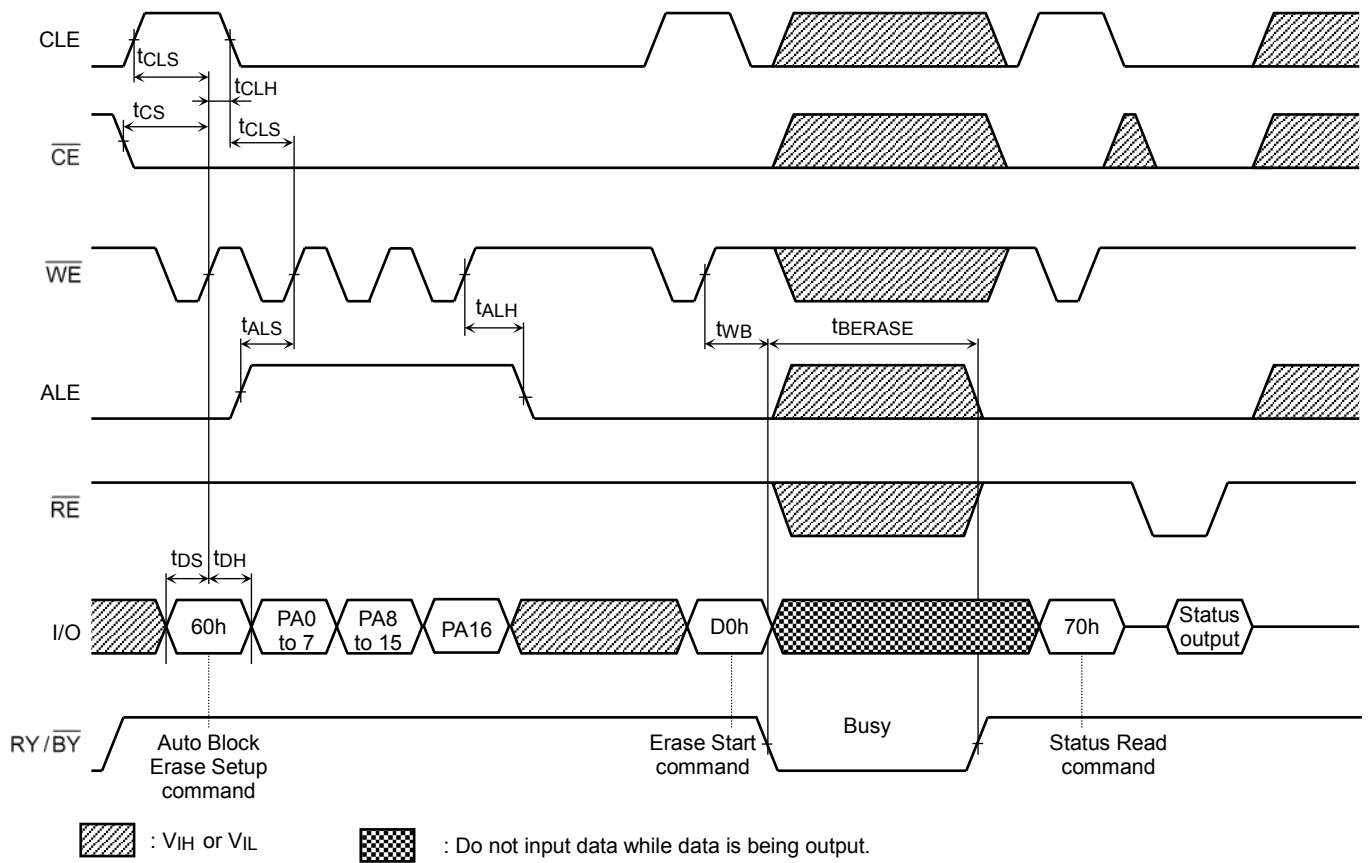 CLE
tCLS
tCLH
tCS
tCLS
CE
WE
tALS
tALH
tWB
tBERASE
ALE
RE
tDS
tDH
I/O
60h
PA0
to 7
PA8
to 15
PA16
D0h
70h
Status
output
RY/BY
Busy
Auto Block
Erase Setup
command
Erase Start
command
Status Read
command
: VIH or VIL
: Do not input data while data is being output.